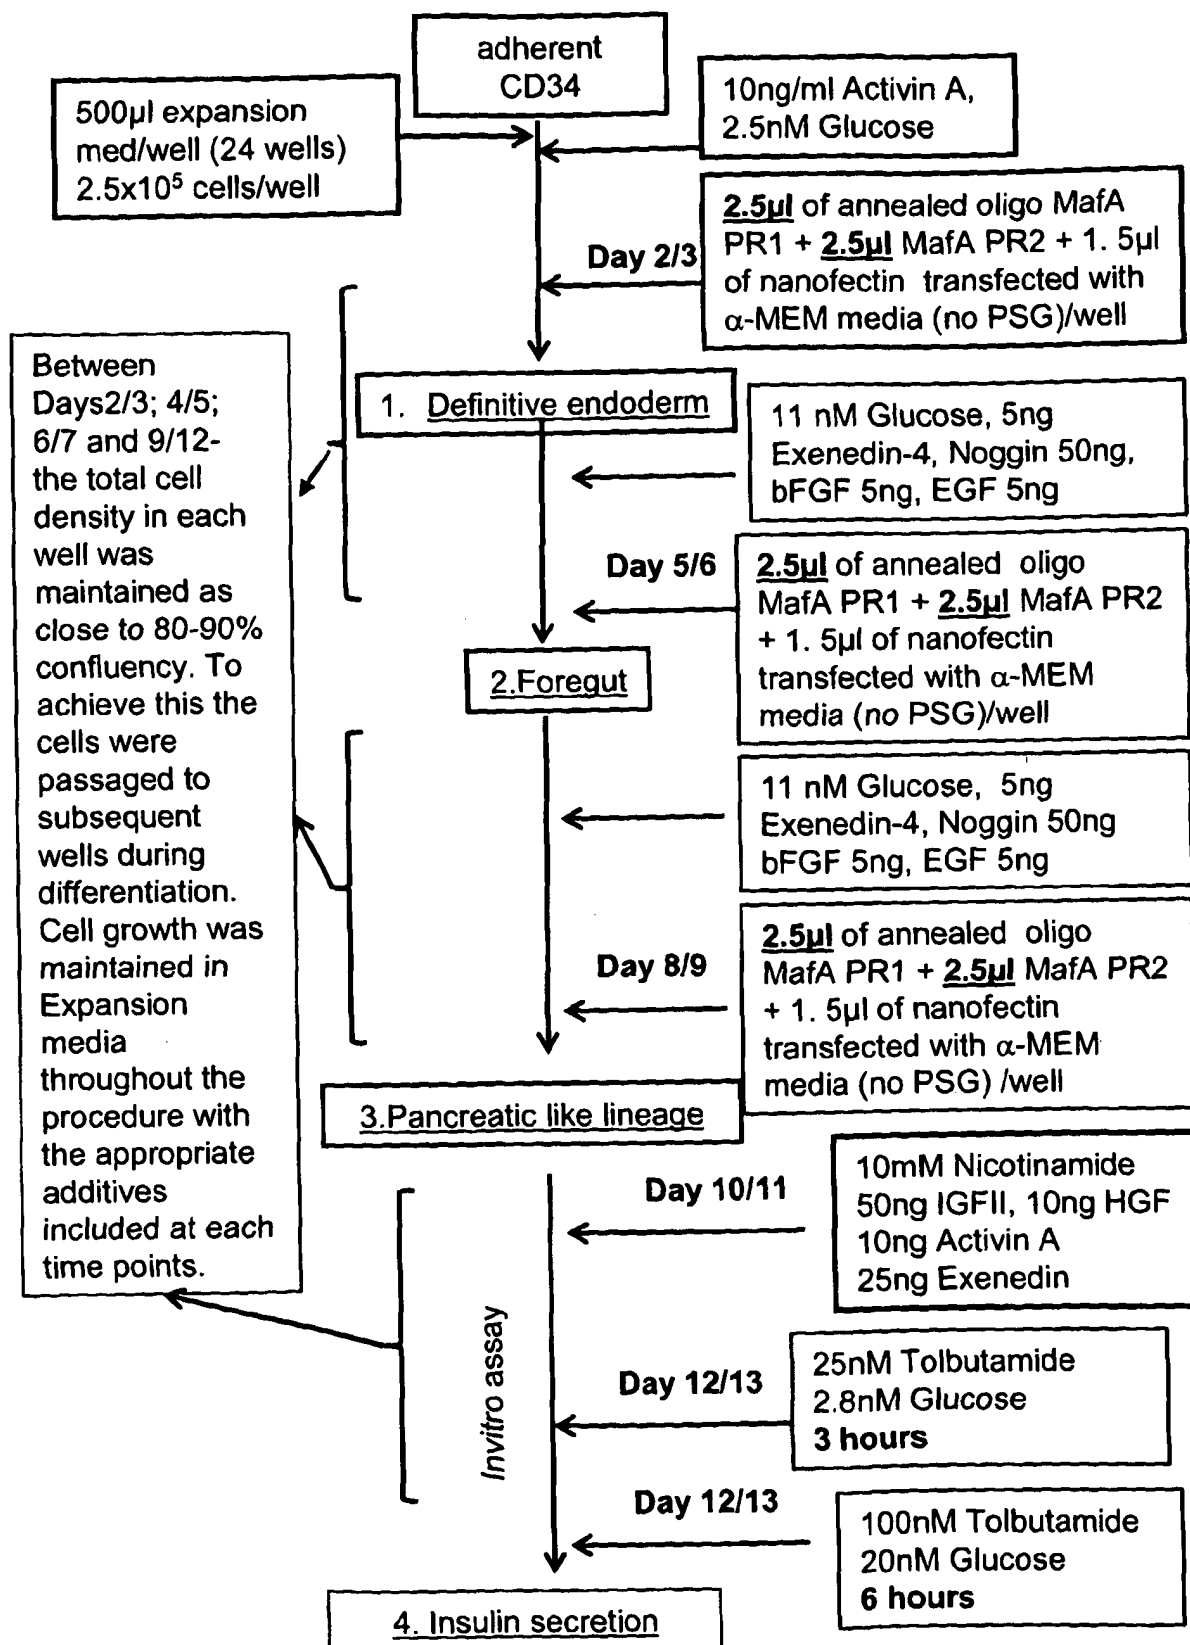 adherent
CD34
500µl expansion
med/well (24 wells)
2.5x10⁵ cells/well
10ng/ml Activin A,
2.5nM Glucose
Day 2/3
2.5µl of annealed oligo MafA
PR1 + 2.5µl MafA PR2 + 1. 5µl
of nanofectin transfected with
α-MEM media (no PSG)/well
Between
Days2/3; 4/5;
6/7 and 9/12-
the total cell
density in each
well was
maintained as
close to 80-90%
confluency. To
achieve this the
cells were
passaged to
subsequent
wells during
differentiation.
Cell growth was
maintained in
Expansion
media
throughout the
procedure with
the appropriate
additives
included at each
time points.
1. Definitive endoderm
11 nM Glucose, 5ng
Exenedin-4, Noggin 50ng,
bFGF 5ng, EGF 5ng
Day 5/6
2.5µl of annealed oligo
MafA PR1 + 2.5µl MafA PR2
+ 1. 5µl of nanofectin
transfected with α-MEM
media (no PSG)/well
2.Foregut
11 nM Glucose, 5ng
Exenedin-4, Noggin 50ng
bFGF 5ng, EGF 5ng
Day 8/9
2.5µl of annealed oligo
MafA PR1 + 2.5µl MafA PR2
+ 1. 5µl of nanofectin
transfected with α-MEM
media (no PSG) /well
3.Pancreatic like lineage
Day 10/11
10mM Nicotinamide
50ng IGFII, 10ng HGF
10ng Activin A
25ng Exenedin
Invitro assay
Day 12/13
25nM Tolbutamide
2.8nM Glucose
3 hours
Day 12/13
100nM Tolbutamide
20nM Glucose
6 hours
4. Insulin secretion